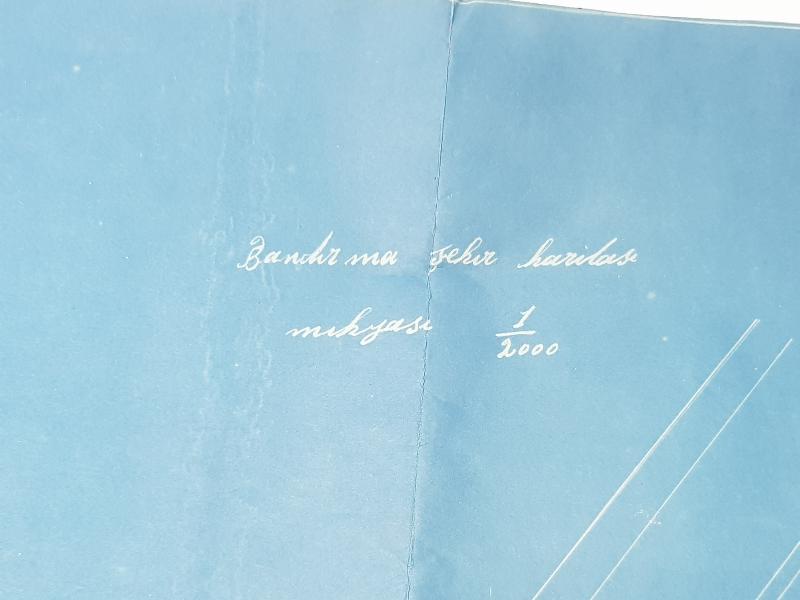 Bandırma şehir haritası
mikyası 1/2000